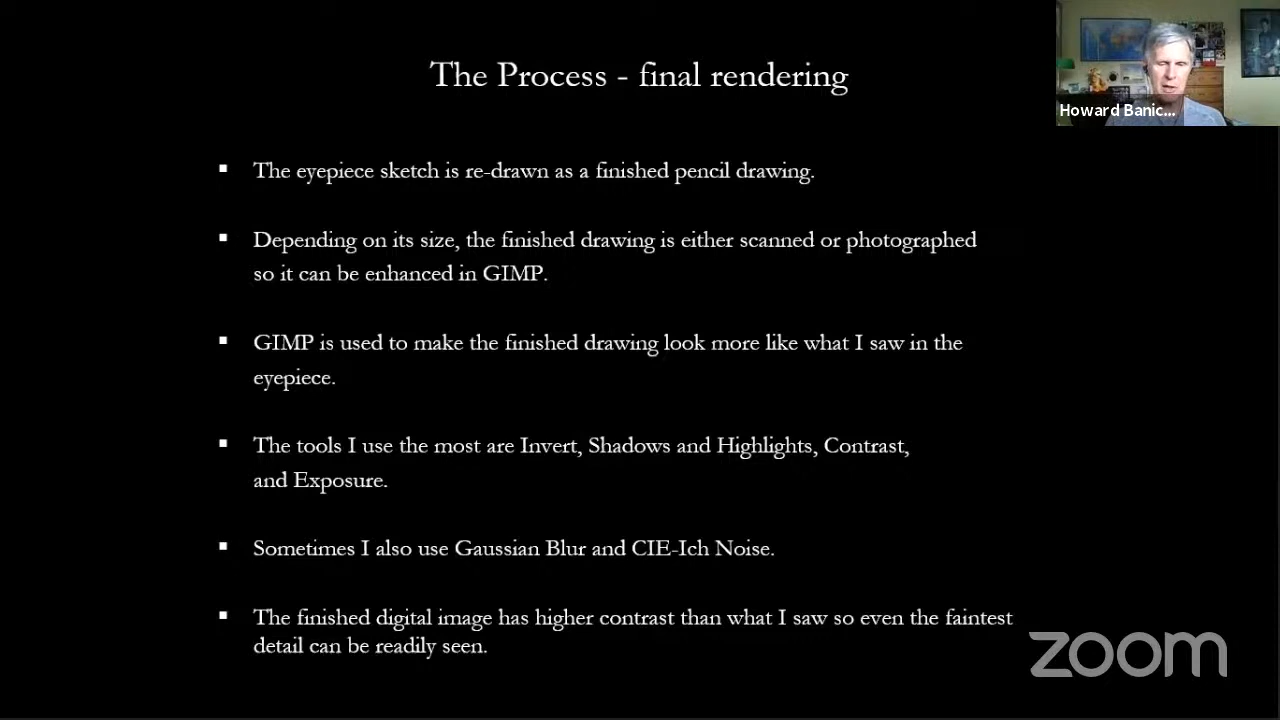 The Process - final rendering
Howard Banic...
▪ The eyepiece sketch is re-drawn as a finished pencil drawing.
▪ Depending on its size, the finished drawing is either scanned or photographed
so it can be enhanced in GIMP.
▪ GIMP is used to make the finished drawing look more like what I saw in the
eyepiece.
▪ The tools I use the most are Invert, Shadows and Highlights, Contrast,
and Exposure.
▪ Sometimes I also use Gaussian Blur and CIE-Ich Noise.
▪ The finished digital image has higher contrast than what I saw so even the faintest
detail can be readily seen.
zoom